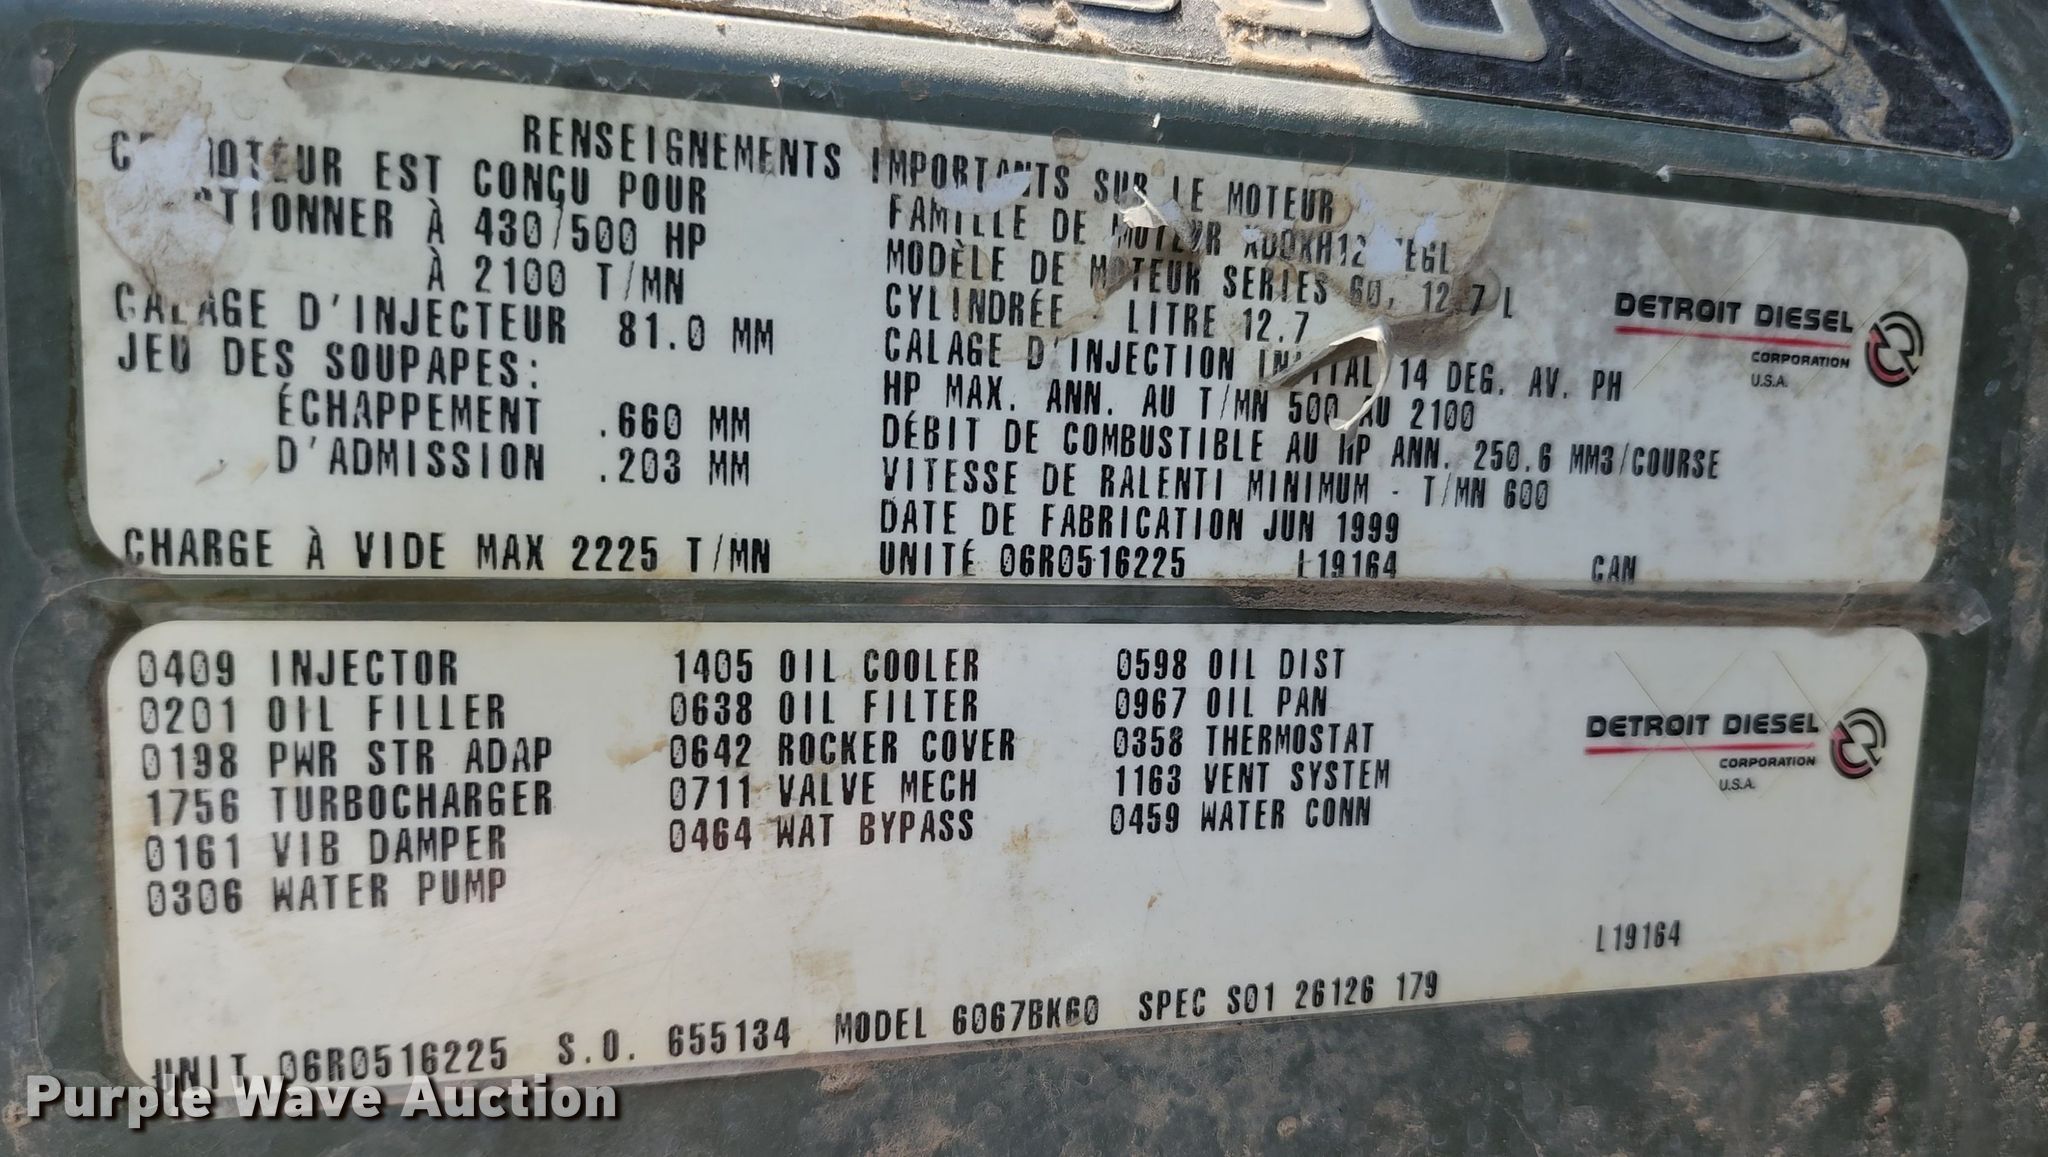 RENSEIGNEMENTS IMPORTANTS SUR LE MOTEUR
MOTEUR EST CONÇU POUR
À 430/500 HP
À 2100 T/MN
CALAGE D'INJECTEUR 81.0 MM
JEU DES SOUPAPES:
ÉCHAPPEMENT .660 MM
D'ADMISSION .203 MM
CHARGE À VIDE MAX 2225 T/MN
FAMILLE DE MOTEUR
MODÈLE DE MOTEUR SERIES 60, 12.7 L
CYLINDRÉE - LITRE 12.7
CALAGE D'INJECTION INITIAL 14 DEG. AV. PH
HP MAX. ANN. AU T/MN 500 AU 2100
DÉBIT DE COMBUSTIBLE AU HP ANN. 250.6 MM3/COURSE
VITESSE DE RALENTI MINIMUM - T/MN 600
DATE DE FABRICATION JUN 1999
UNITÉ 06R0516225 L19164 CAN
DETROIT DIESEL
CORPORATION
U.S.A.
0409 INJECTOR
0201 OIL FILLER
0198 PWR STR ADAP
1756 TURBOCHARGER
0161 VIB DAMPER
0306 WATER PUMP
1405 OIL COOLER
0638 OIL FILTER
0642 ROCKER COVER
0711 VALVE MECH
0464 WAT BYPASS
0598 OIL DIST
0967 OIL PAN
0358 THERMOSTAT
1163 VENT SYSTEM
0459 WATER CONN
DETROIT DIESEL
CORPORATION
U.S.A.
L19164
UNIT 06R0516225 S.O. 655134 MODEL 6067BK60 SPEC S01 26126 179
Purple Wave Auction